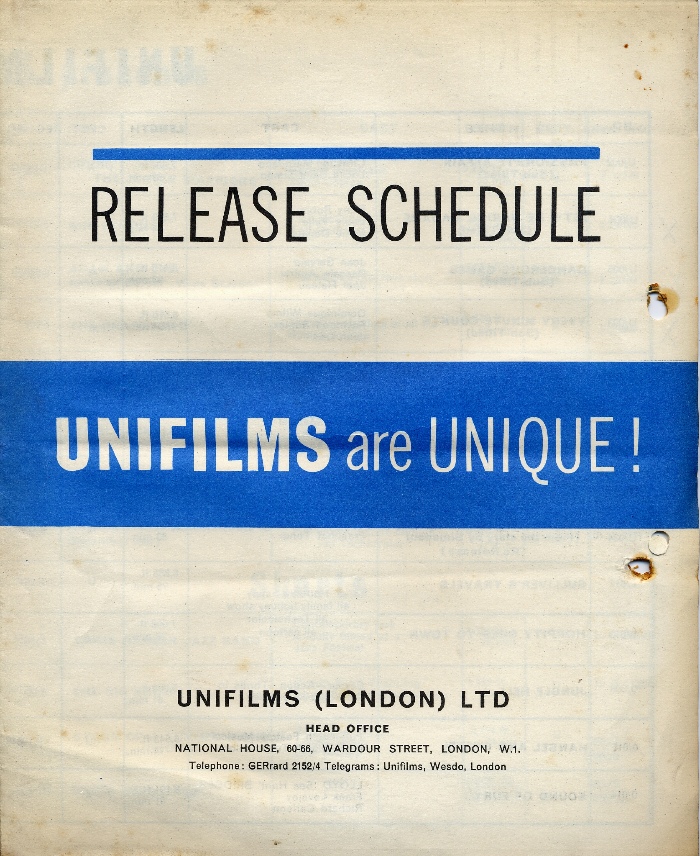 RELEASE SCHEDULE
UNIFILMS are UNIQUE!
UNIFILMS (LONDON) LTD
HEAD OFFICE
NATIONAL HOUSE, 60-66, WARDOUR STREET, LONDON, W.1.
Telephone: GERrard 2152/4 Telegrams: Unifilms, Wesdo, London